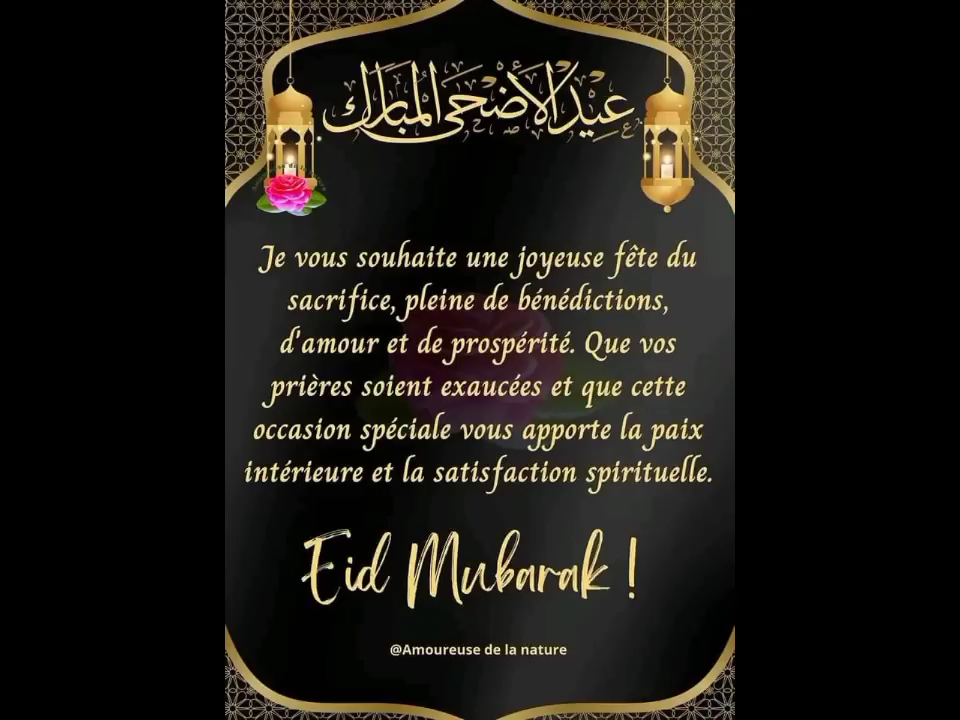 عيد الأضحى المبارك
Je vous souhaite une joyeuse fête du
sacrifice, pleine de bénédictions,
d'amour et de prospérité. Que vos
prières soient exaucées et que cette
occasion spéciale vous apporte la paix
intérieure et la satisfaction spirituelle.
Eid Mubarak !
@Amoureuse de la nature